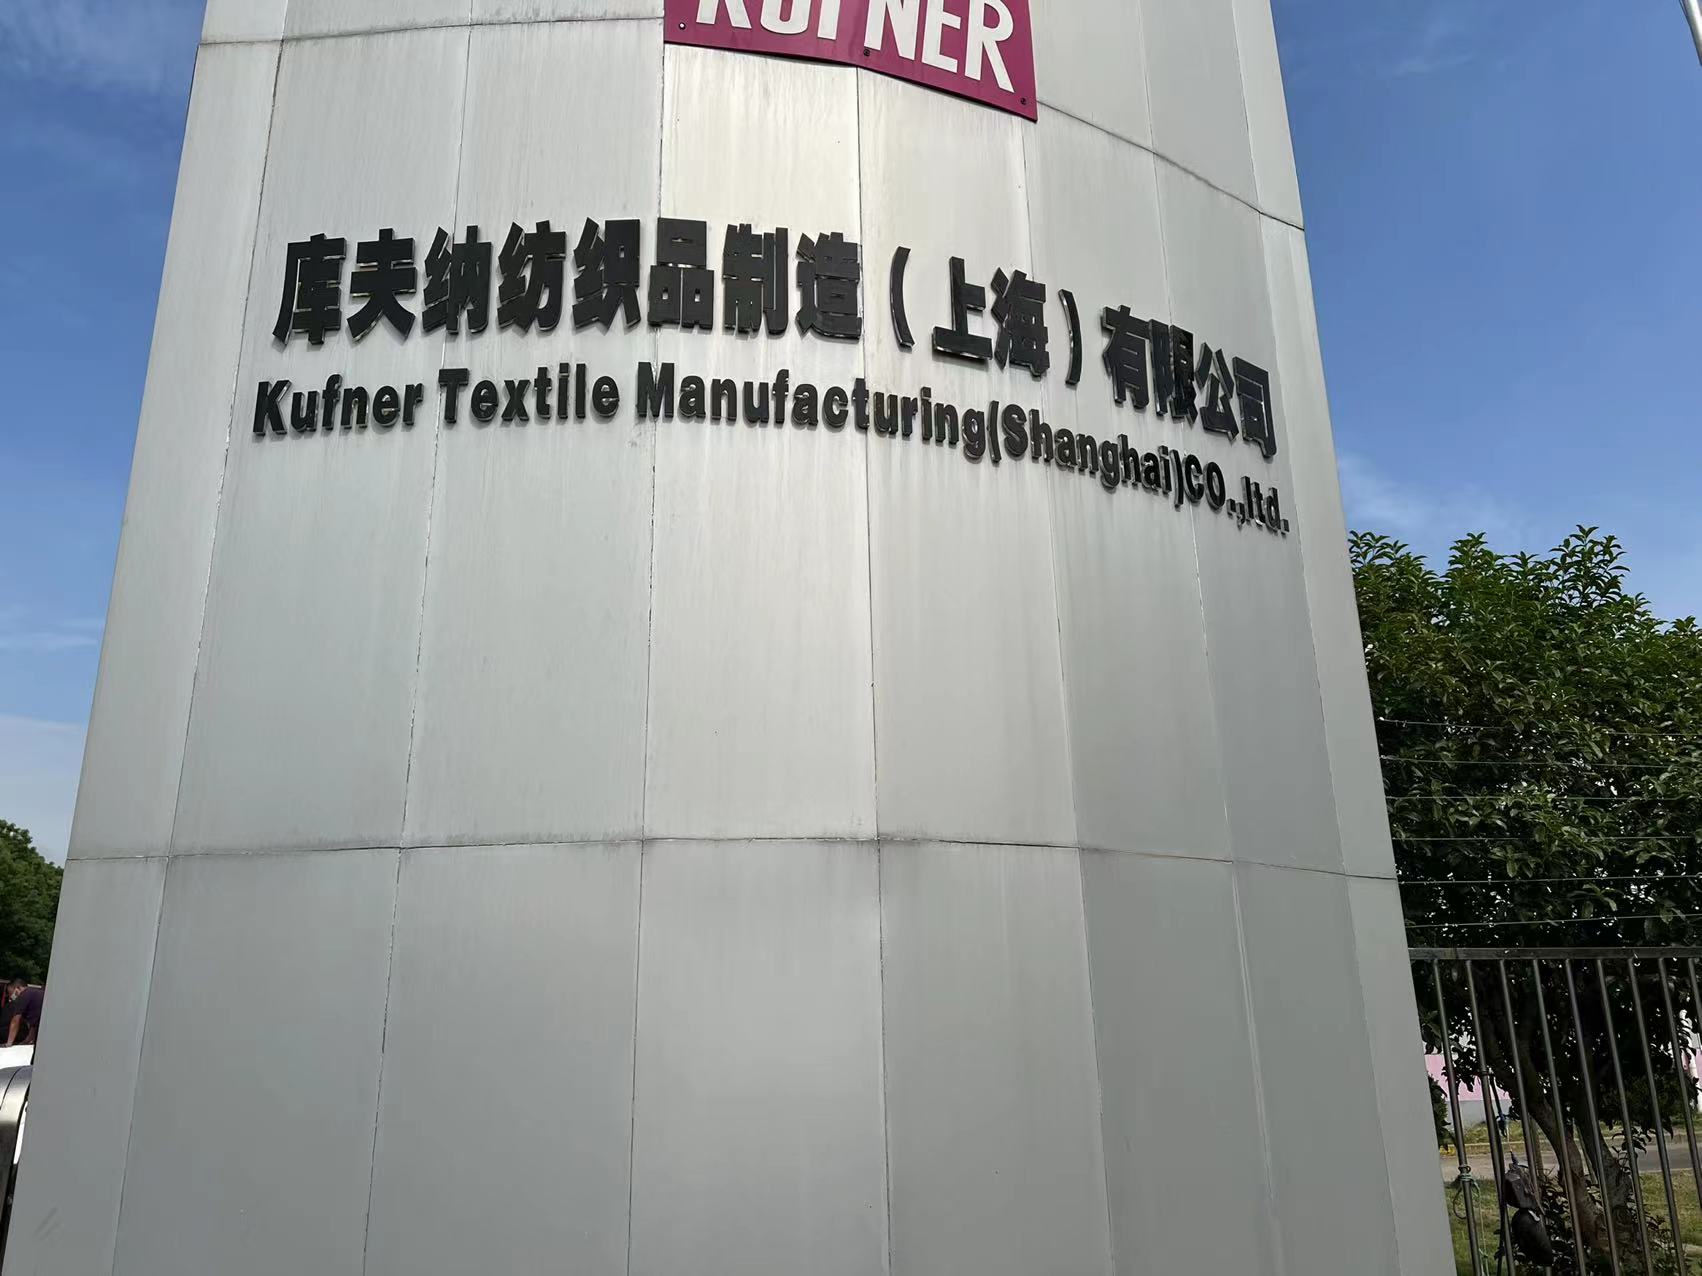 KUFNER
库夫纳纺织品制造（上海）有限公司
Kufner Textile Manufacturing(Shanghai)CO.,ltd.